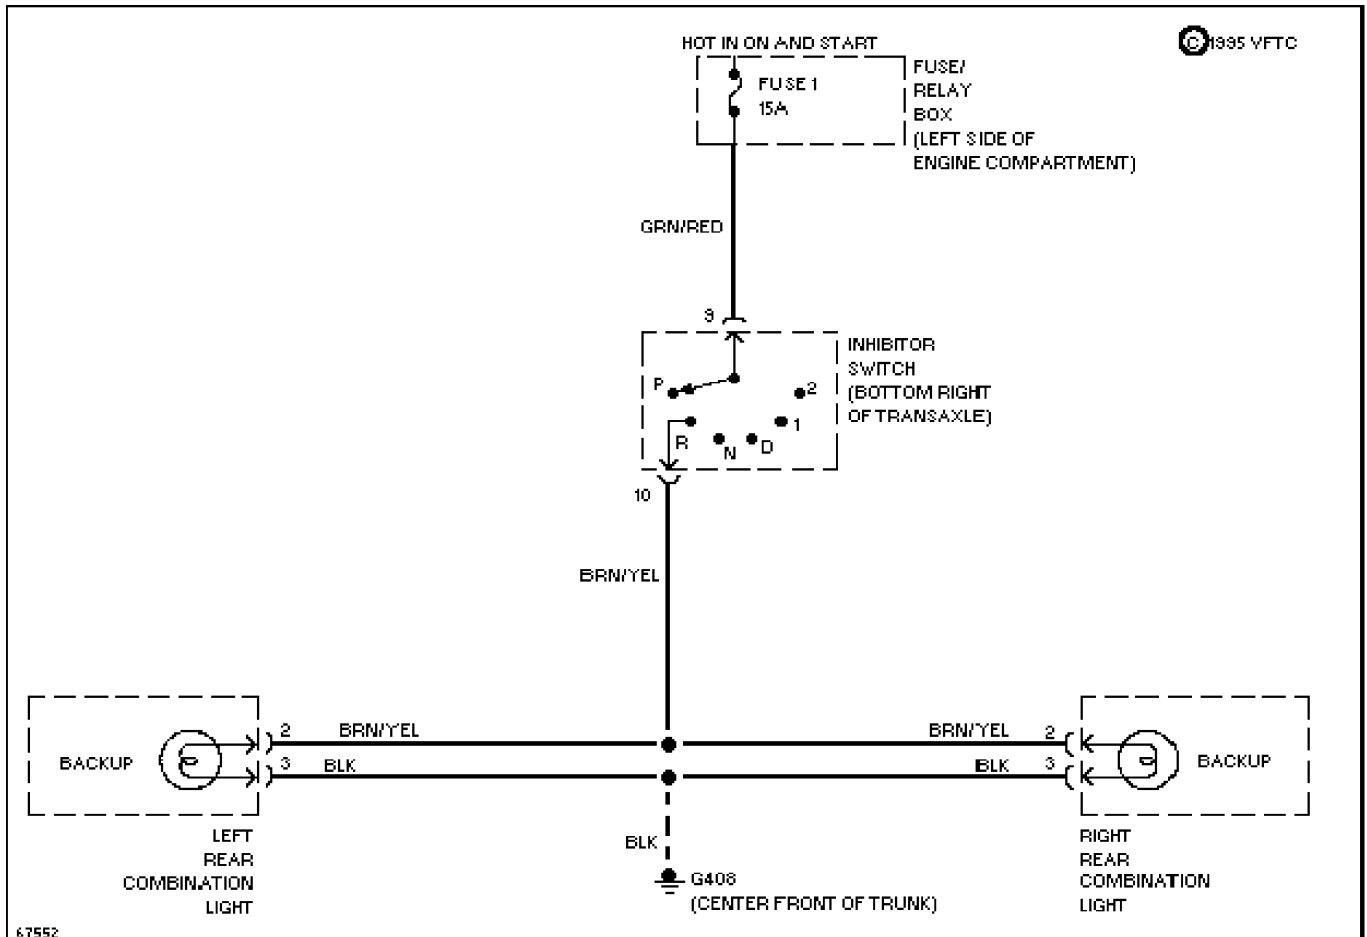 HOT IN ON AND START
© 1995 VFTC
FUSE 1
15A
FUSE/
RELAY
BOX
(LEFT SIDE OF
ENGINE COMPARTMENT)
GRN/RED
9
INHIBITOR
SWITCH
(BOTTOM RIGHT
OF TRANSAXLE)
P
2
R
N
D
1
10
BRN/YEL
BACKUP
2
BRN/YEL
BRN/YEL
2
BACKUP
3
BLK
BLK
3
LEFT
REAR
COMBINATION
LIGHT
BLK
G408
(CENTER FRONT OF TRUNK)
RIGHT
REAR
COMBINATION
LIGHT
67552